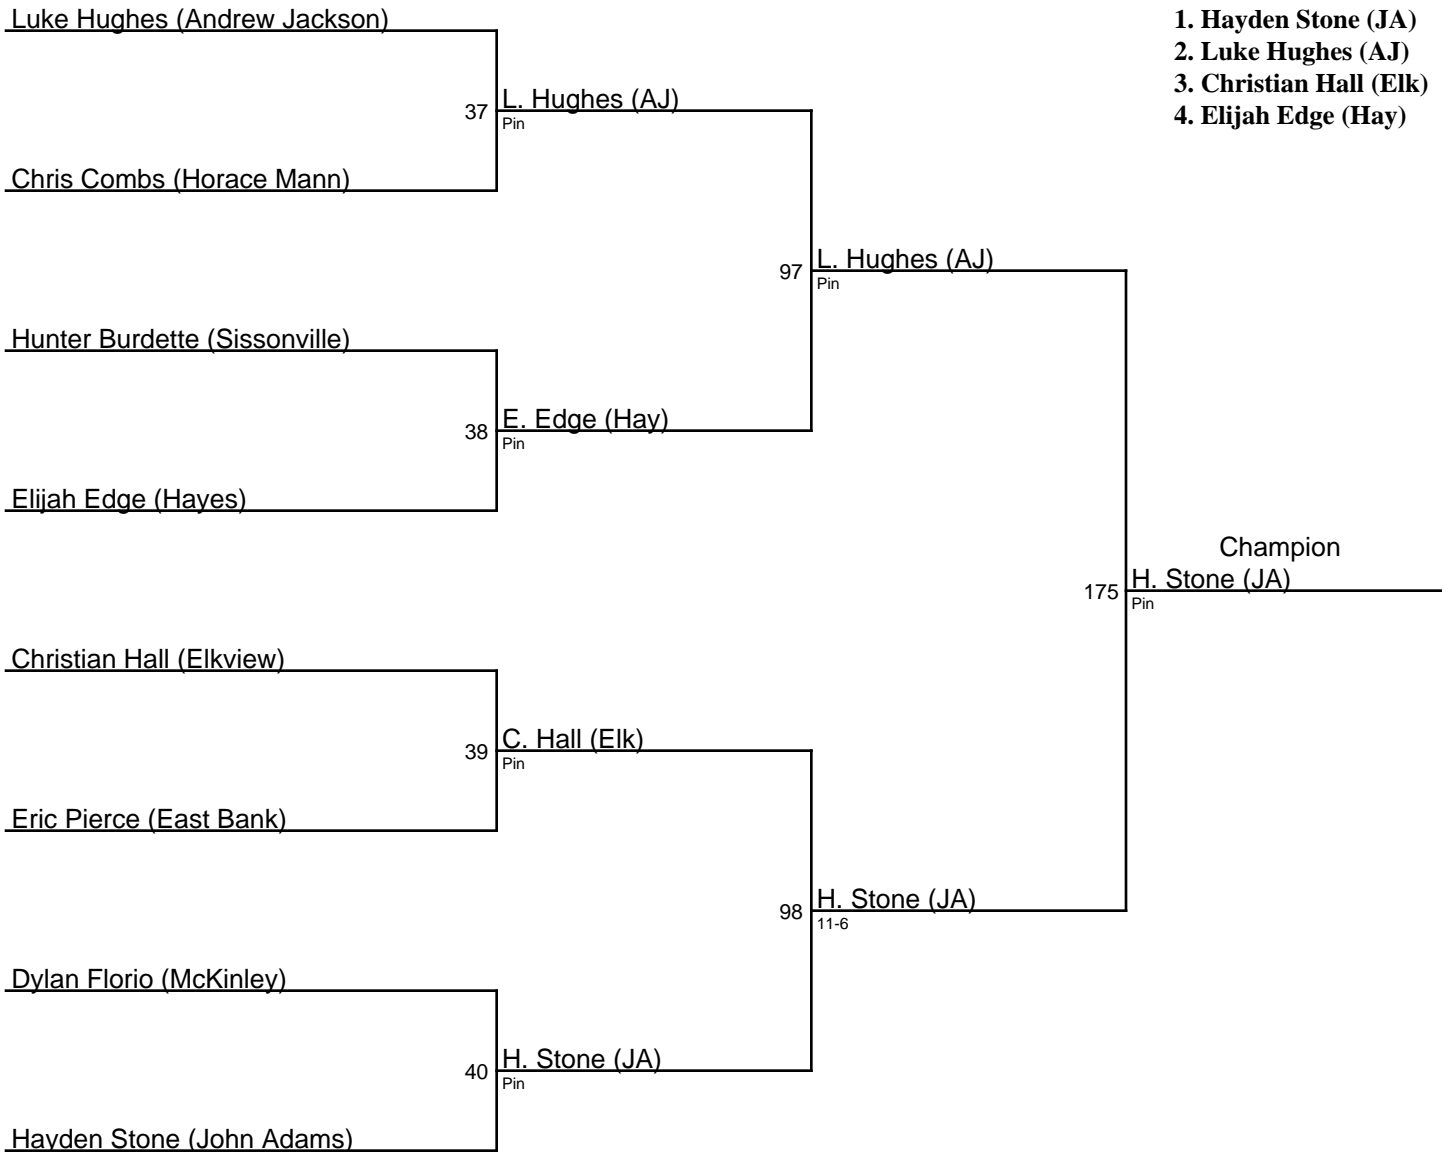 Luke Hughes (Andrew Jackson)
1. Hayden Stone (JA)
2. Luke Hughes (AJ)
3. Christian Hall (Elk)
4. Elijah Edge (Hay)
37
L. Hughes (AJ)
Pin
Chris Combs (Horace Mann)
97
L. Hughes (AJ)
Pin
Hunter Burdette (Sissonville)
38
E. Edge (Hay)
Pin
Elijah Edge (Hayes)
Champion
175
H. Stone (JA)
Pin
Christian Hall (Elkview)
39
C. Hall (Elk)
Pin
Eric Pierce (East Bank)
98
H. Stone (JA)
11-6
Dylan Florio (McKinley)
40
H. Stone (JA)
Pin
Hayden Stone (John Adams)